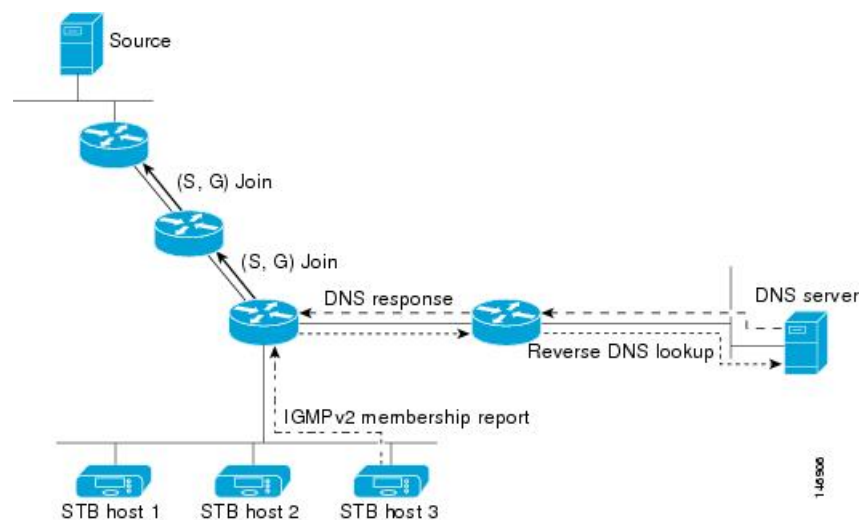 Source
(S, G) Join
(S, G) Join
DNS response
DNS server
Reverse DNS lookup
IGMPv2 membership report
STB host 1
STB host 2
STB host 3
146906